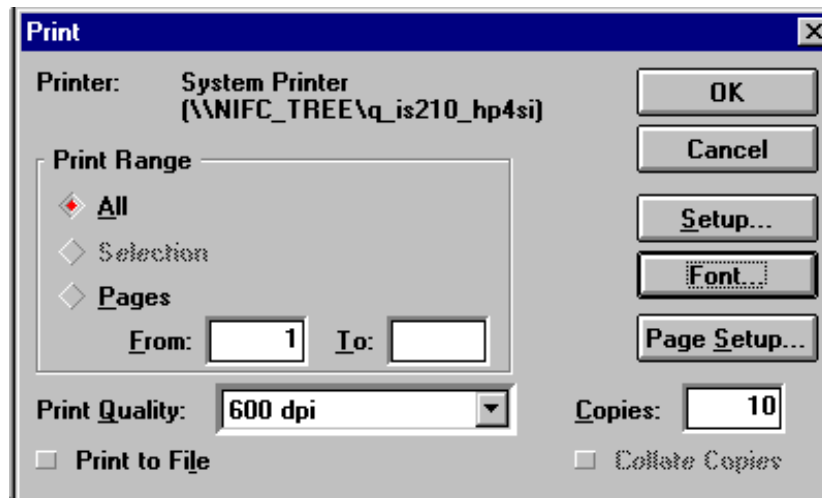 Print
Printer: System Printer
(\\NIFC_TREE\q_is210_hp4si)
OK
Cancel
Print Range
All
Selection
Pages
From: 1 To:
Setup...
Font...
Page Setup...
Print Quality: 600 dpi
Copies: 10
Print to File
Collate Copies